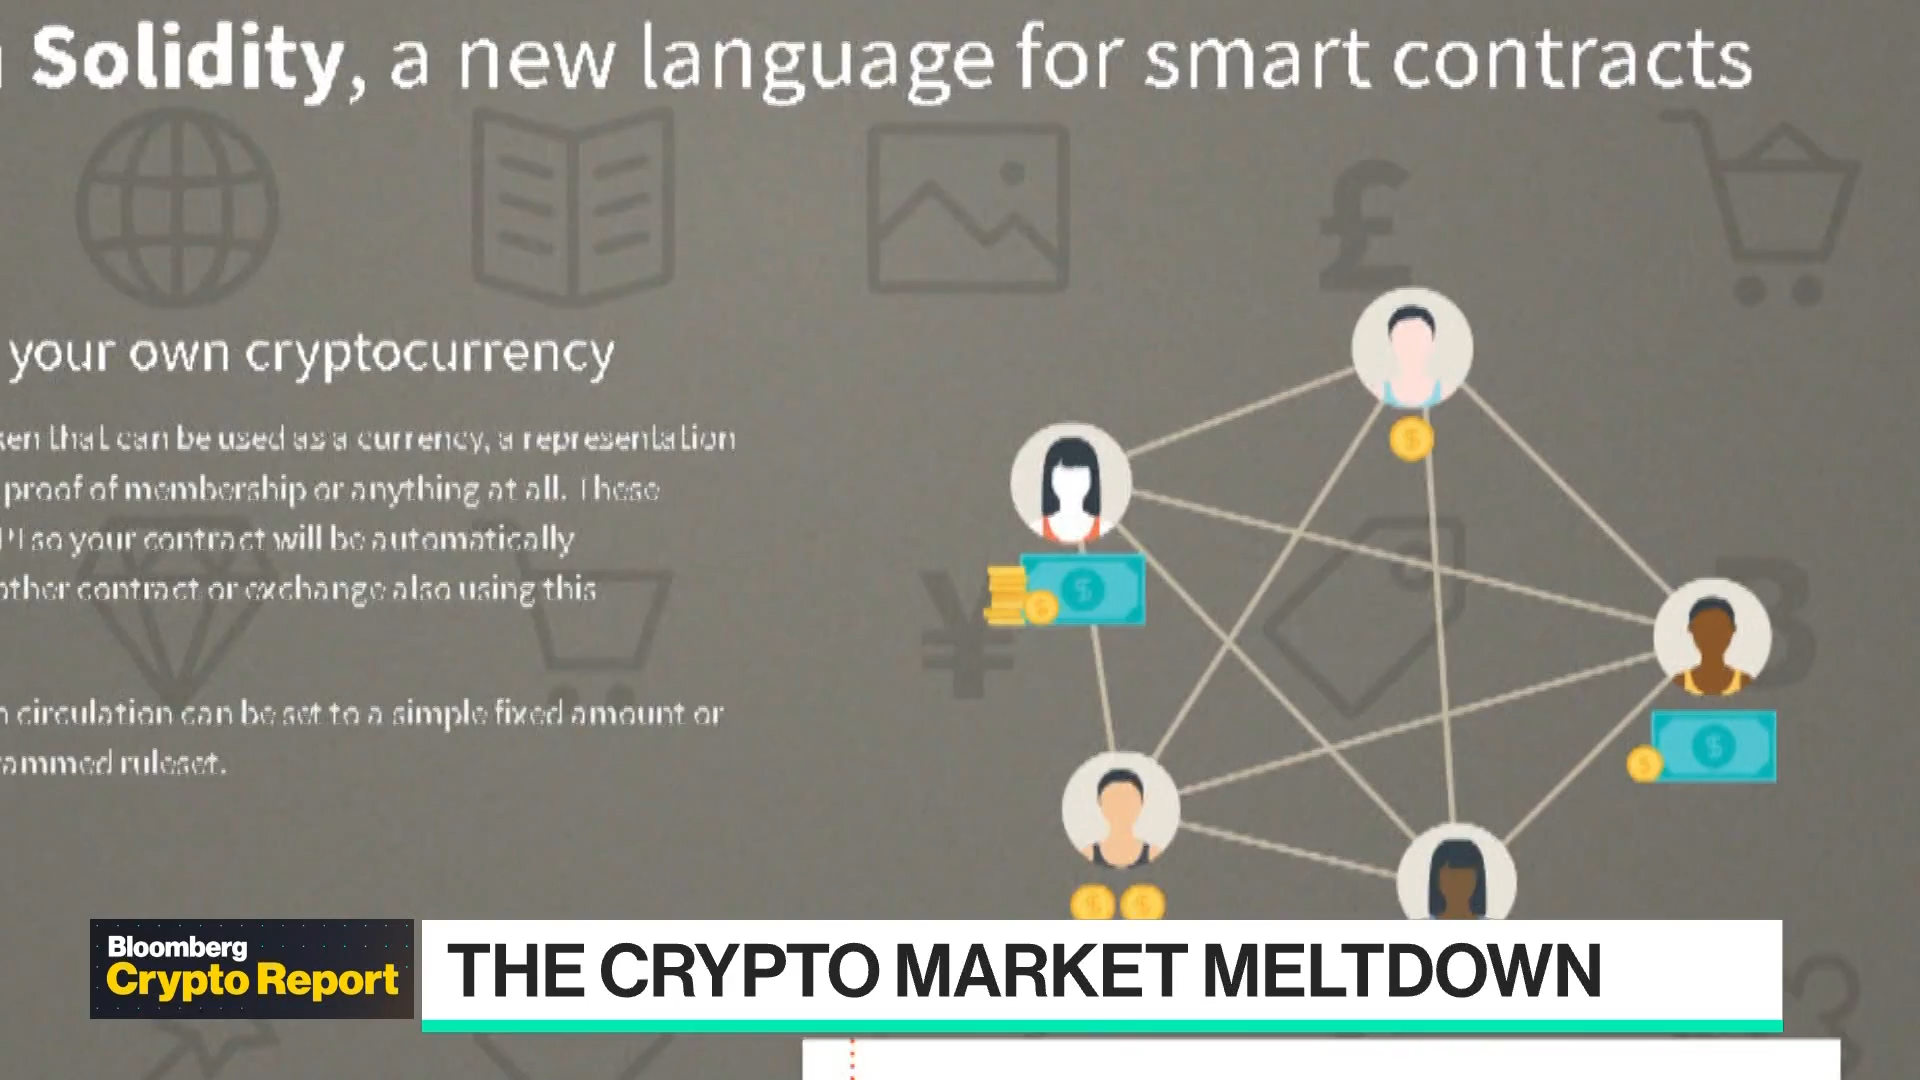 Solidity, a new language for smart contracts
your own cryptocurrency
that can be used as a currency, a representation
proof of membership or anything at all. These
so your contract will be automatically
other contract or exchange also using this
circulation can be set to a simple fixed amount or
ruleset.
Bloomberg
Crypto Report
THE CRYPTO MARKET MELTDOWN